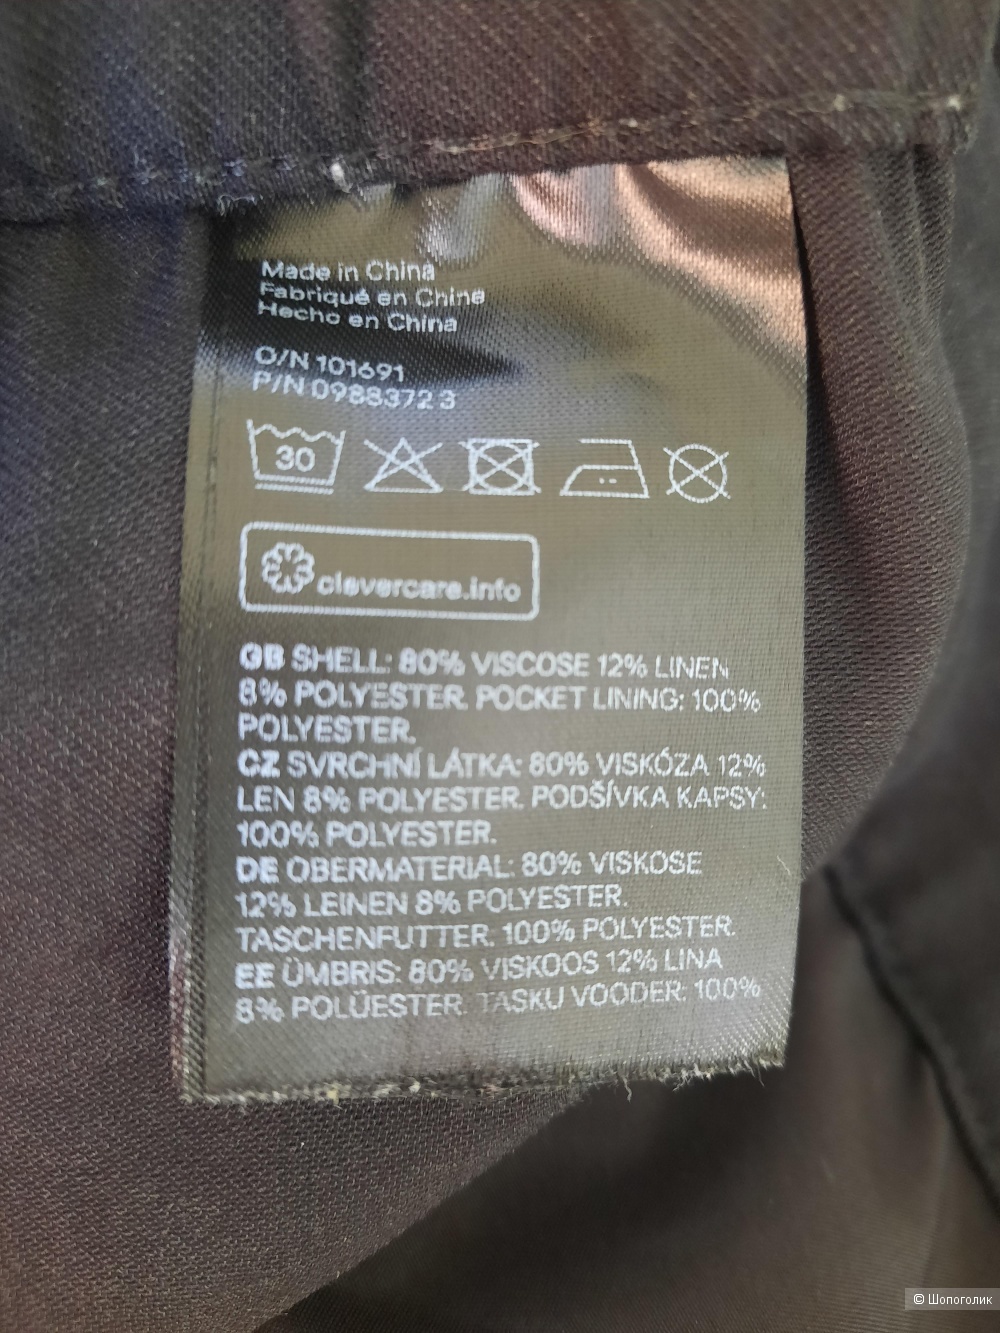 Made in China
Fabriqué en Chine
Hecho en China
O/N 101691
P/N 0988372 3
30
clevercare.info
GB SHELL: 80% VISCOSE 12% LINEN
8% POLYESTER. POCKET LINING: 100%
POLYESTER.
CZ SVRCHNÍ LÁTKA: 80% VISKÓZA 12%
LEN 8% POLYESTER. PODŠÍVKA KAPSY:
100% POLYESTER.
DE OBERMATERIAL: 80% VISKOSE
12% LEINEN 8% POLYESTER.
TASCHENFUTTER. 100% POLYESTER.
EE ÜMBRIS: 80% VISKOOS 12% LINA
8% POLÜESTER. TASKU VOODER: 100%
© Шопоголик